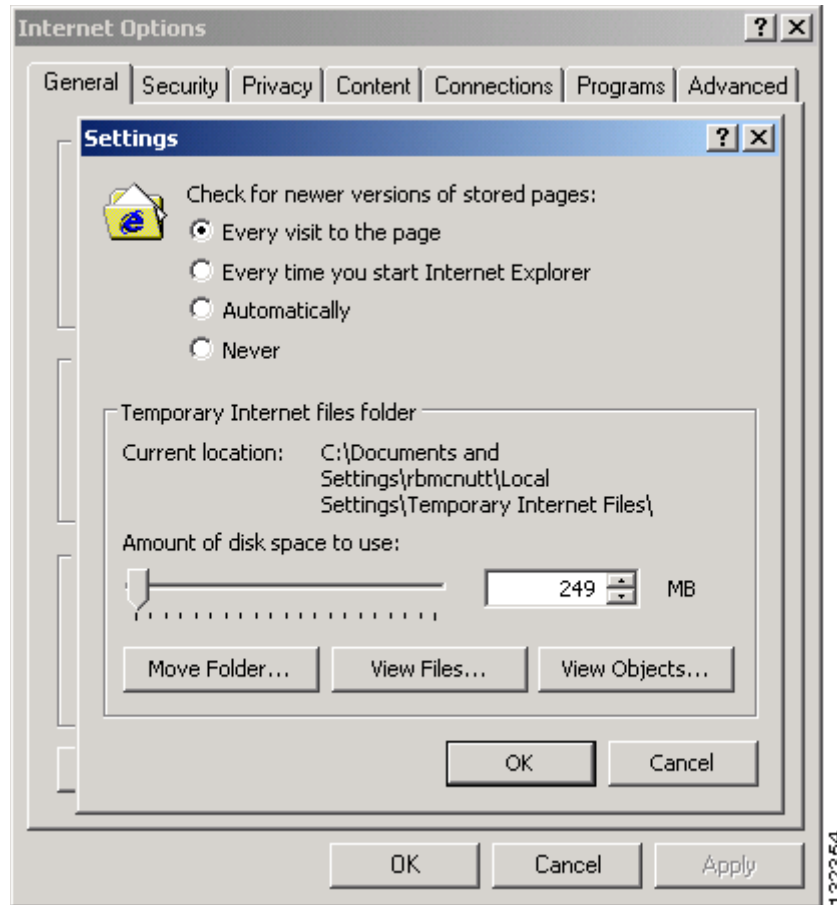 Internet Options
General Security Privacy Content Connections Programs Advanced
Settings
Check for newer versions of stored pages:
Every visit to the page
Every time you start Internet Explorer
Automatically
Never
Temporary Internet files folder
Current location: C:\Documents and
Settings\rbmcnutt\Local
Settings\Temporary Internet Files\
Amount of disk space to use:
249 MB
Move Folder... View Files... View Objects...
OK Cancel
OK Cancel Apply